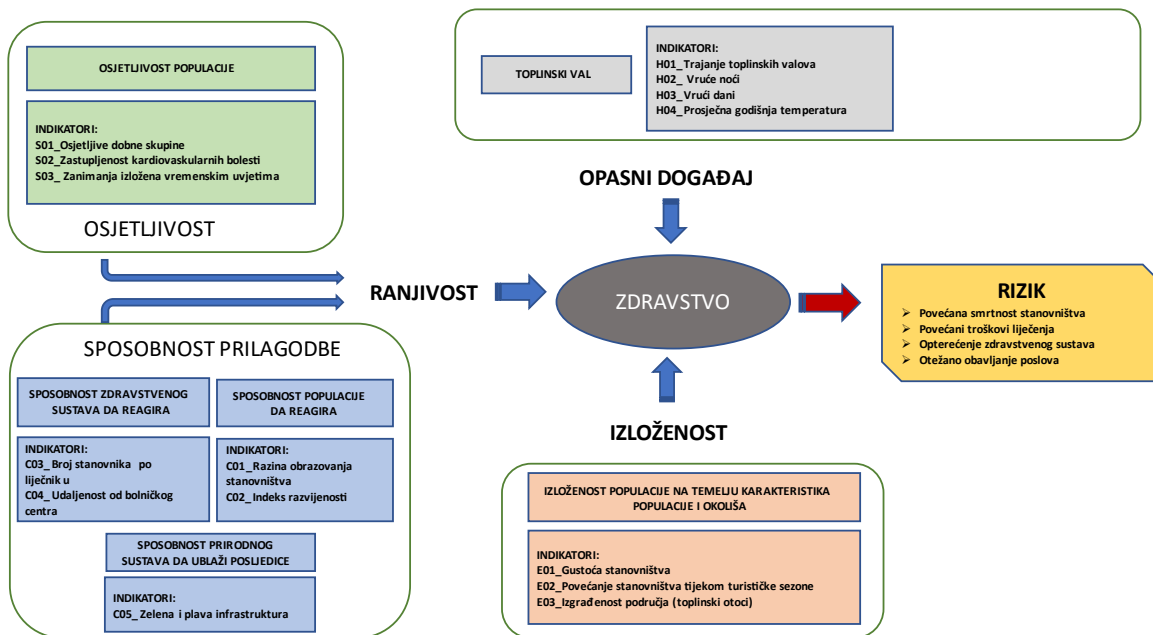 OSJETLJIVOST POPULACIJE
INDIKATORI:
S01_Osjetljive dobne skupine
S02_Zastupljenost kardiovaskularnih bolesti
S03_ Zanimanja izložena vremenskim uvjetima
OSJETLJIVOST
TOPLINSKI VAL
INDIKATORI:
H01_Trajanje toplinskih valova
H02_ Vruće noći
H03_Vrući dani
H04_Prosječna godišnja temperatura
OPASNI DOGAĐAJ
RANJIVOST
ZDRAVSTVO
RIZIK
➢ Povećana smrtnost stanovništva
➢ Povećani troškovi liječenja
➢ Opterećenje zdravstvenog sustava
➢ Otežano obavljanje poslova
SPOSOBNOST PRILAGODBE
SPOSOBNOST ZDRAVSTVENOG
SUSTAVA DA REAGIRA
INDIKATORI:
C03_Broj stanovnika po
liječnik u
C04_Udaljenost od bolničkog
centra
SPOSOBNOST POPULACIJE
DA REAGIRA
INDIKATORI:
C01_Razina obrazovanja
stanovništva
C02_Indeks razvijenosti
SPOSOBNOST PRIRODNOG
SUSTAVA DA UBLAŽI POSLJEDICE
INDIKATORI:
C05_Zelena i plava infrastruktura
IZLOŽENOST
IZLOŽENOST POPULACIJE NA TEMELJU KARAKTERISTIKA
POPULACIJE I OKOLIŠA
INDIKATORI:
E01_Gustoća stanovništva
E02_Povećanje stanovništva tijekom turističke sezone
E03_Izgrađenost područja (toplinski otoci)